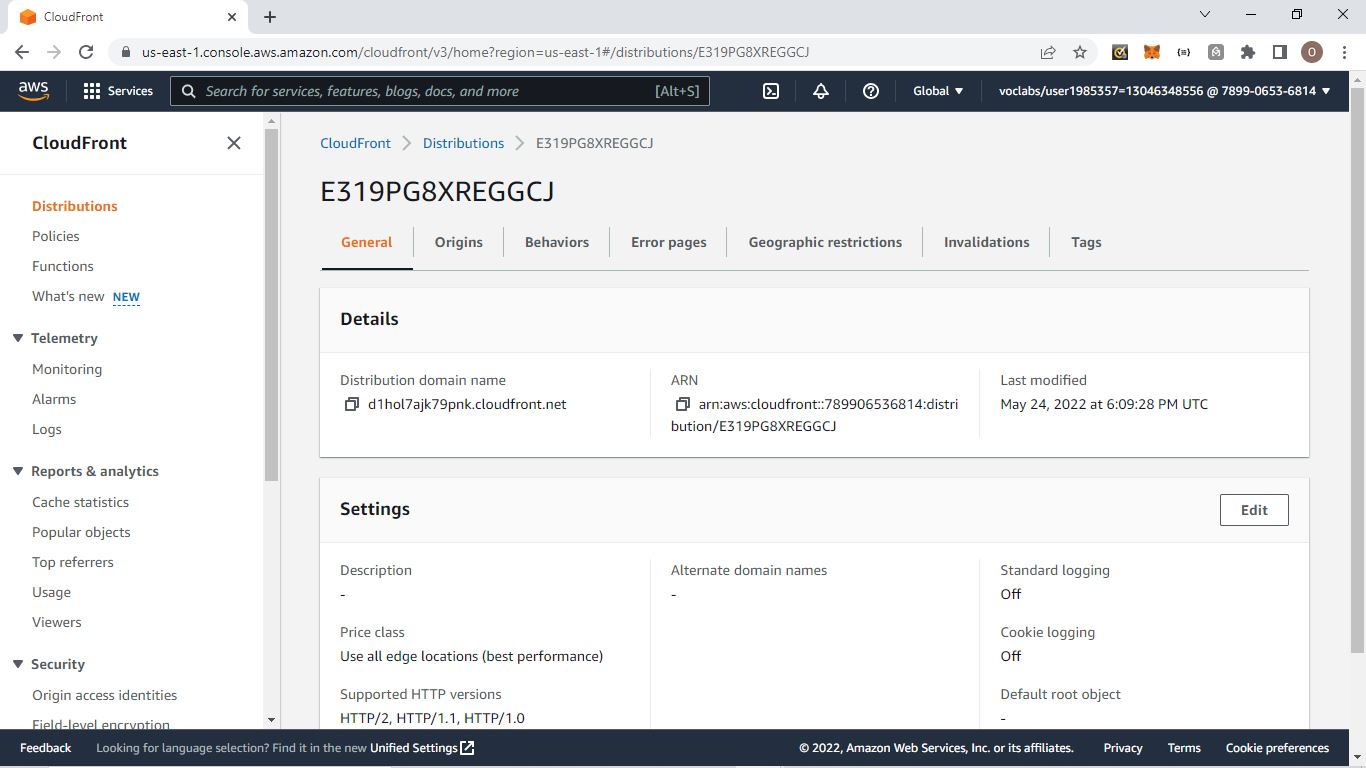 CloudFront
us-east-1.console.aws.amazon.com/cloudfront/v3/home?region=us-east-1#/distributions/E319PG8XREGGCJ
O
aws
Services
Search for services, features, blogs, docs, and more [Alt+S]
Global
voclabs/user1985357=13046348556 @ 7899-0653-6814
CloudFront
Distributions
Policies
Functions
What's new NEW
Telemetry
Monitoring
Alarms
Logs
Reports & analytics
Cache statistics
Popular objects
Top referrers
Usage
Viewers
Security
Origin access identities
Field-level encryption
CloudFront
Distributions
E319PG8XREGGCJ
E319PG8XREGGCJ
General
Origins
Behaviors
Error pages
Geographic restrictions
Invalidations
Tags
Details
Distribution domain name
d1hol7ajk79pnk.cloudfront.net
ARN
arn:aws:cloudfront::789906536814:distri
bution/E319PG8XREGGCJ
Last modified
May 24, 2022 at 6:09:28 PM UTC
Settings
Edit
Description
-
Price class
Use all edge locations (best performance)
Supported HTTP versions
HTTP/2, HTTP/1.1, HTTP/1.0
Alternate domain names
-
Standard logging
Off
Cookie logging
Off
Default root object
-
Feedback
Looking for language selection? Find it in the new Unified Settings
© 2022, Amazon Web Services, Inc. or its affiliates.
Privacy
Terms
Cookie preferences